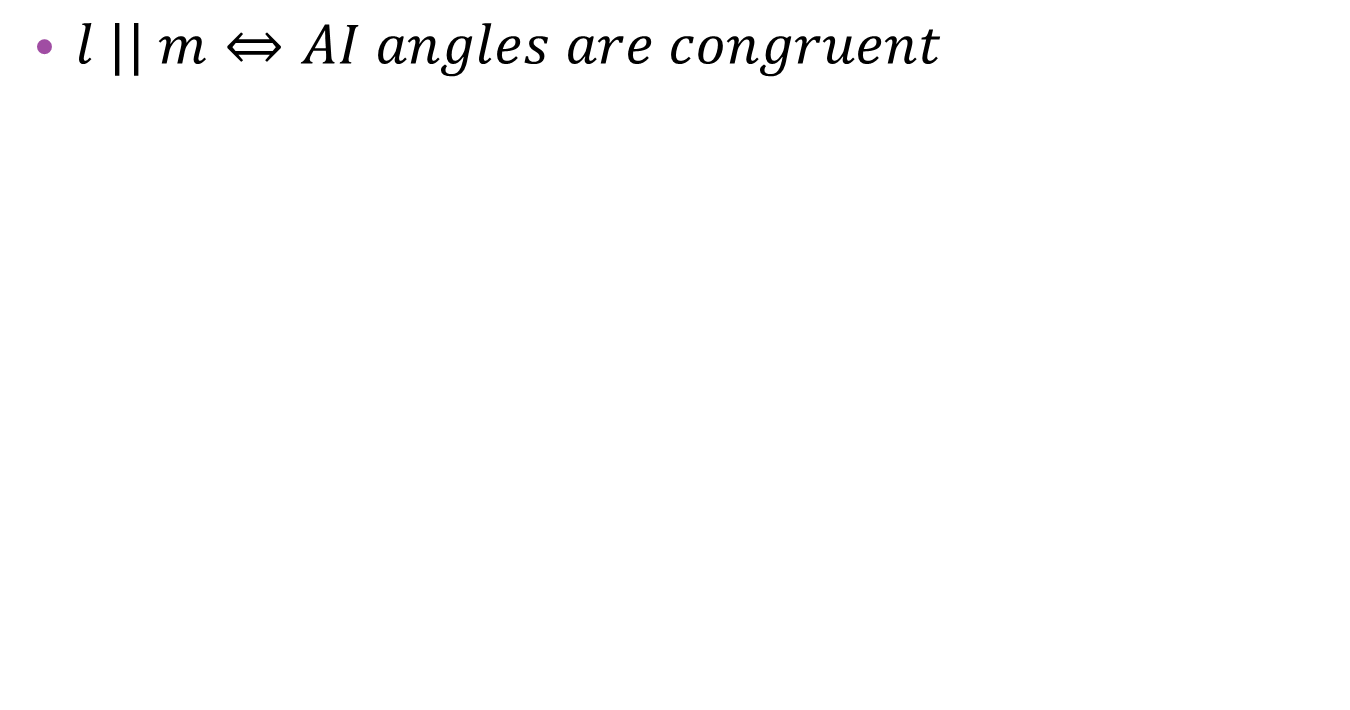 • l || m ⇔ AI angles are congruent